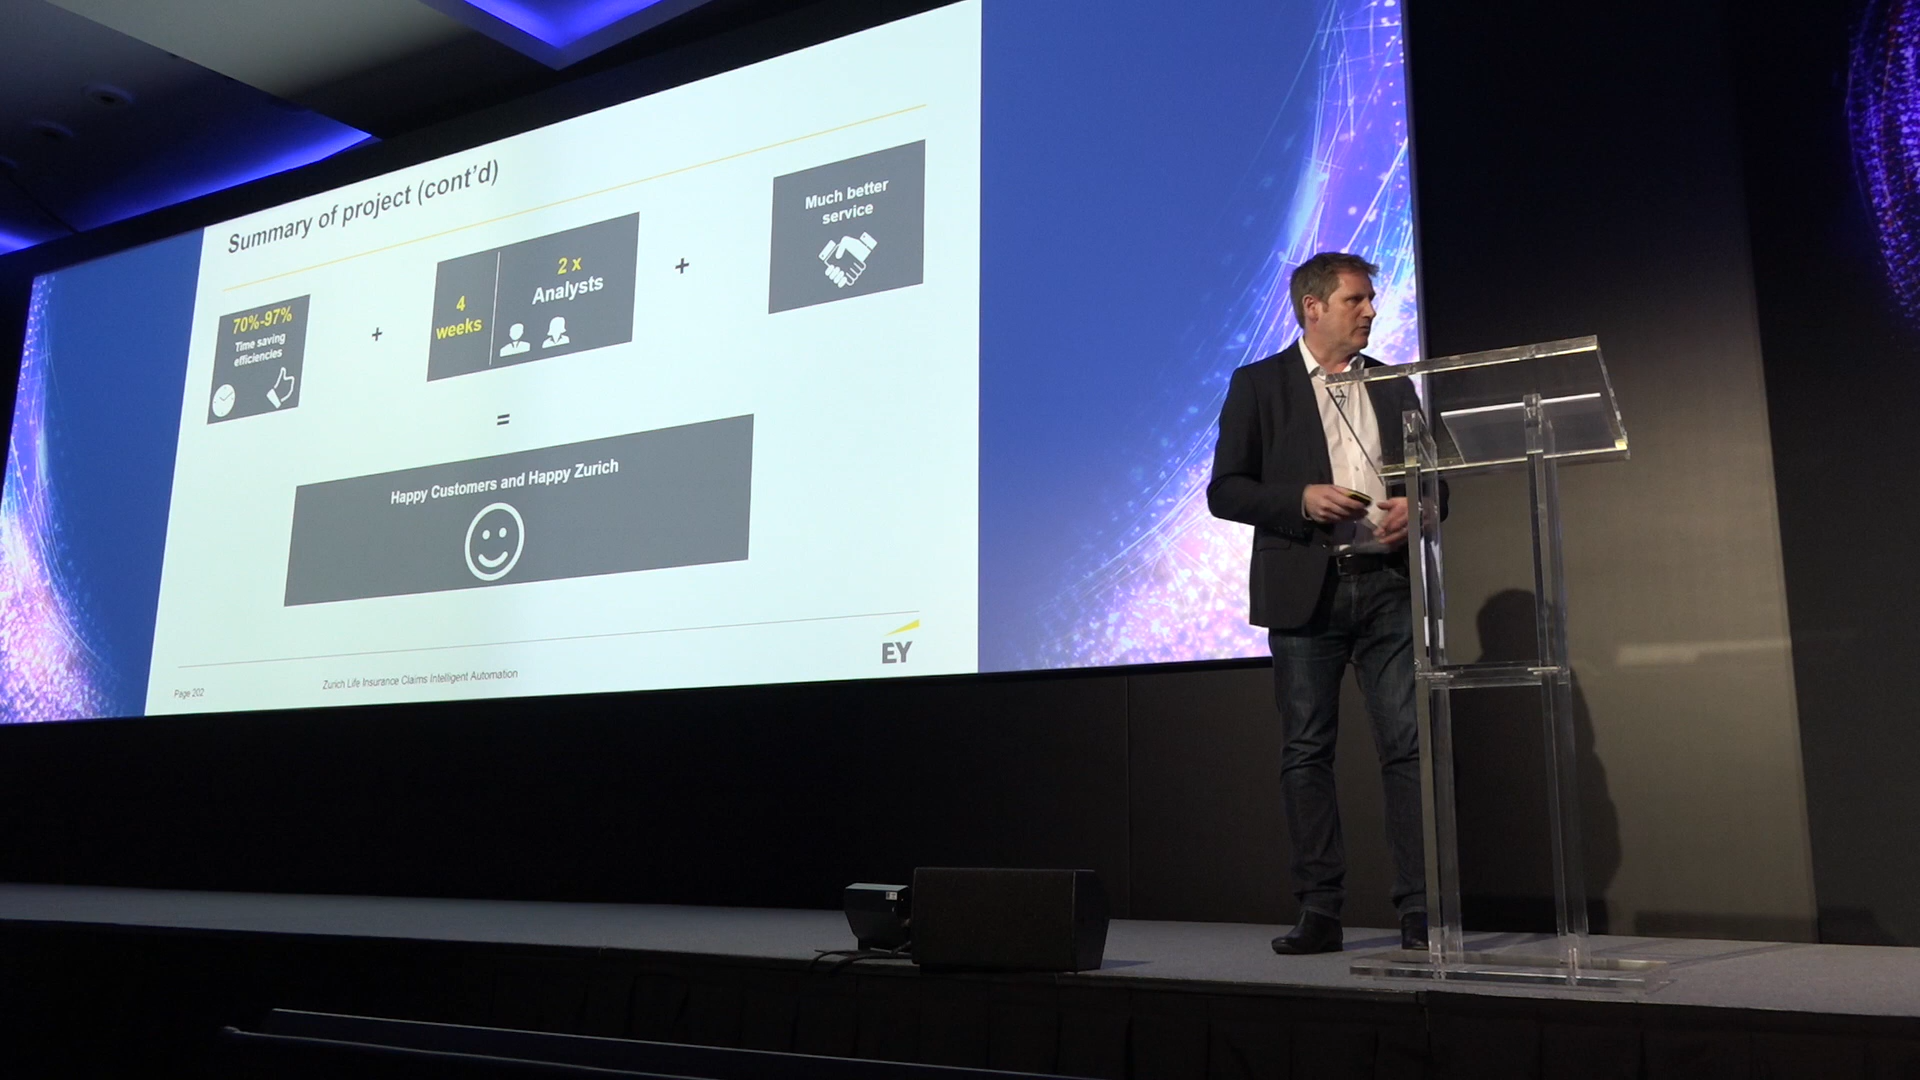 Summary of project (cont'd)
70%-97%
Time saving
efficiencies
+
4
weeks
2 x
Analysts
+
Much better
service
=
Happy Customers and Happy Zurich
EY
Page 202
Zurich Life Insurance Claims Intelligent Automation